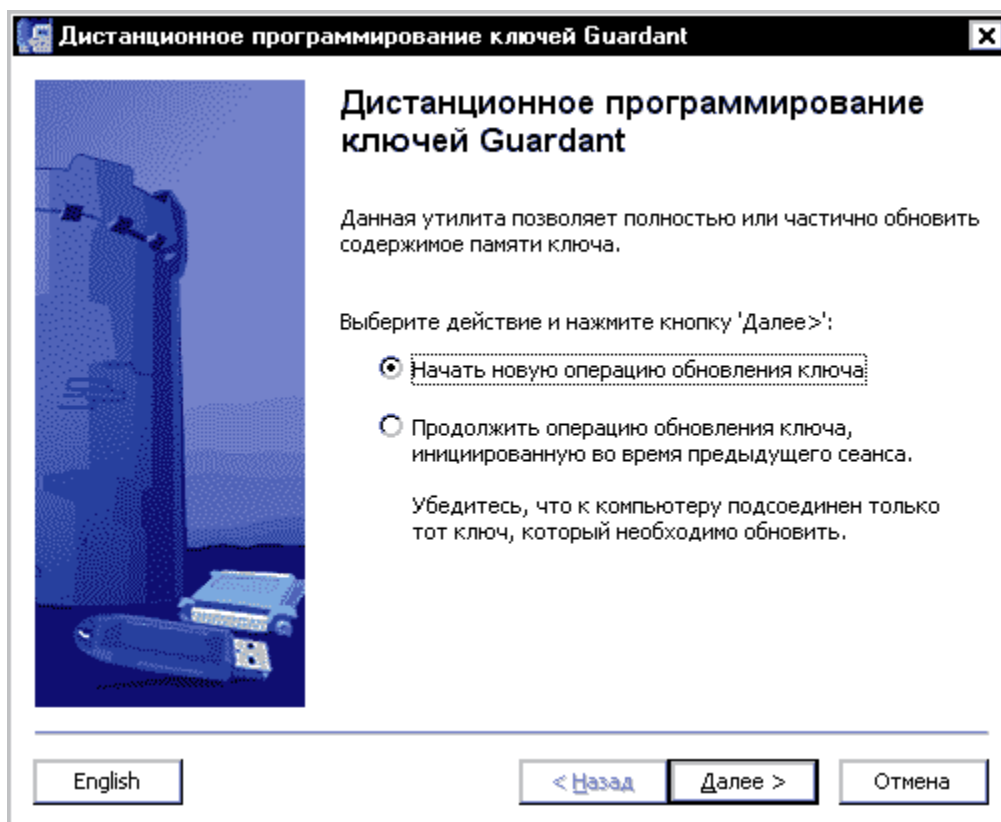 Дистанционное программирование ключей Guardant
Дистанционное программирование
ключей Guardant
Данная утилита позволяет полностью или частично обновить
содержимое памяти ключа.
Выберите действие и нажмите кнопку 'Далее>':
Начать новую операцию обновления ключа
Продолжить операцию обновления ключа,
инициированную во время предыдущего сеанса.
Убедитесь, что к компьютеру подсоединен только
тот ключ, который необходимо обновить.
English
< Назад
Далее >
Отмена